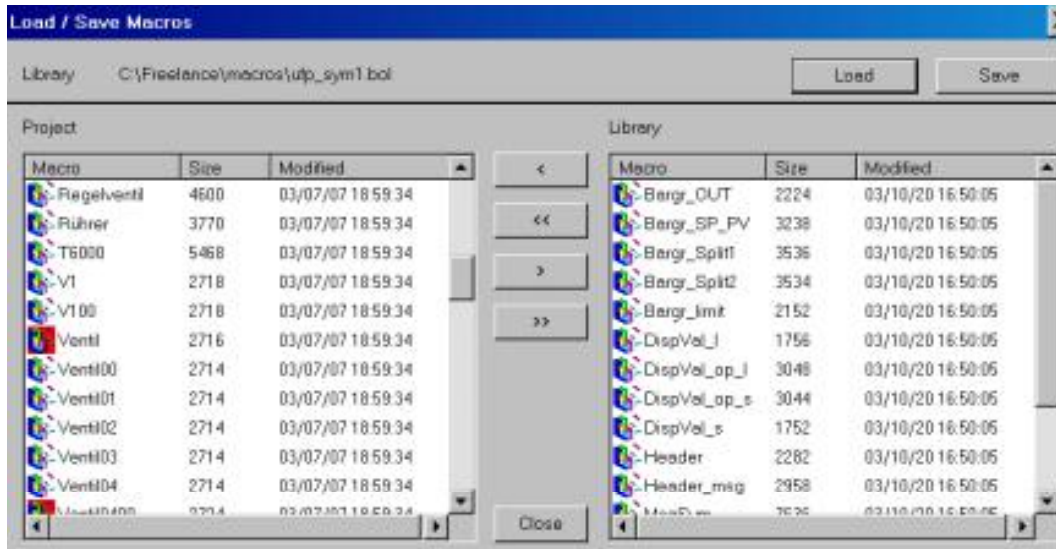 Load / Save Macros
Library C:\Freelance\macros\ufp_sym1.bol Load Save
Project Library
Macro Size Modified < Macro Size Modified
Regelventil 4600 03/07/07 18:59:34 Bargr_OUT 2224 03/10/20 16:50:05
Rührer 3770 03/07/07 18:59:34 << Bargr_SP_PV 3238 03/10/20 16:50:05
T6000 5468 03/07/07 18:59:34 Bargr_Split1 3536 03/10/20 16:50:05
V1 2718 03/07/07 18:59:34 > Bargr_Split2 3534 03/10/20 16:50:05
V100 2718 03/07/07 18:59:34 Bargr_limit 2152 03/10/20 16:50:05
Ventil 2716 03/07/07 18:59:34 >> DispVal_l 1756 03/10/20 16:50:05
Ventil00 2714 03/07/07 18:59:34 DispVal_op_l 3048 03/10/20 16:50:05
Ventil01 2714 03/07/07 18:59:34 DispVal_op_s 3044 03/10/20 16:50:05
Ventil02 2714 03/07/07 18:59:34 DispVal_s 1752 03/10/20 16:50:05
Ventil03 2714 03/07/07 18:59:34 Header 2282 03/10/20 16:50:05
Ventil04 2714 03/07/07 18:59:34 Header_msg 2958 03/10/20 16:50:05
Close